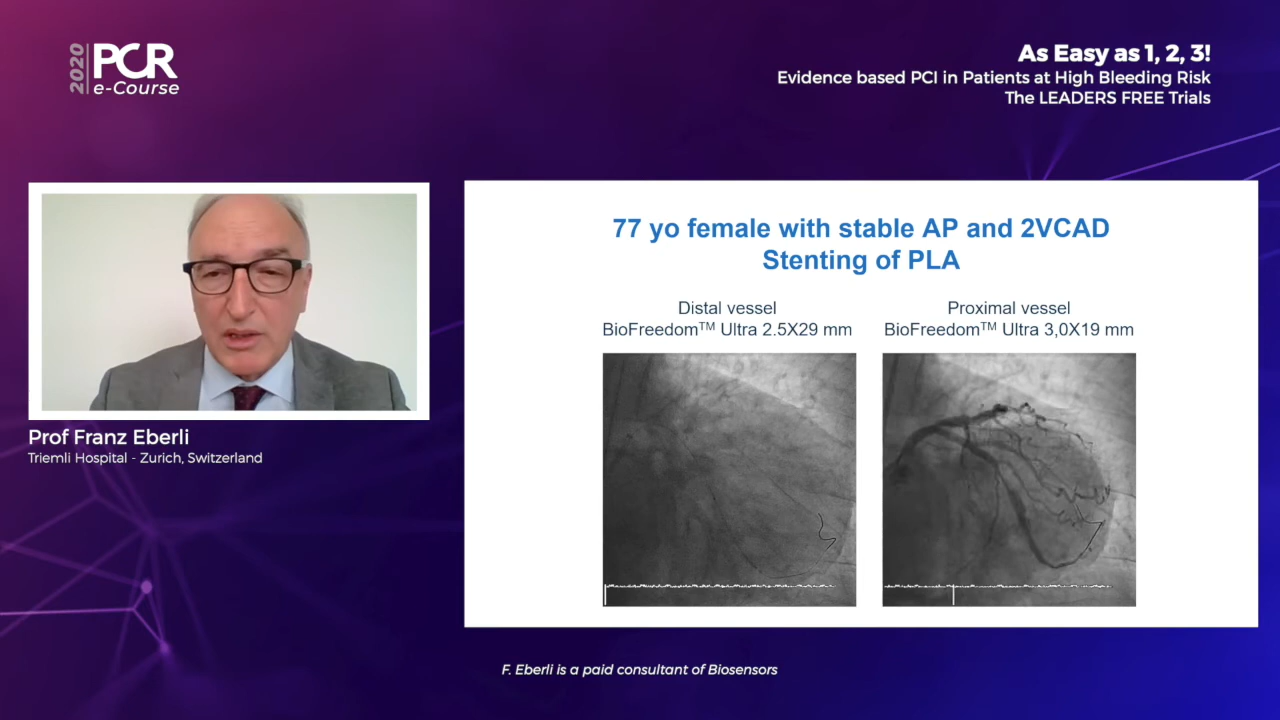 2020
PCR
e-Course
As Easy as 1, 2, 3!
Evidence based PCI in Patients at High Bleeding Risk
The LEADERS FREE Trials
Prof Franz Eberli
Triemli Hospital - Zurich, Switzerland
77 yo female with stable AP and 2VCAD
Stenting of PLA
Distal vessel
BioFreedom™ Ultra 2.5X29 mm
Proximal vessel
BioFreedom™ Ultra 3,0X19 mm
F. Eberli is a paid consultant of Biosensors